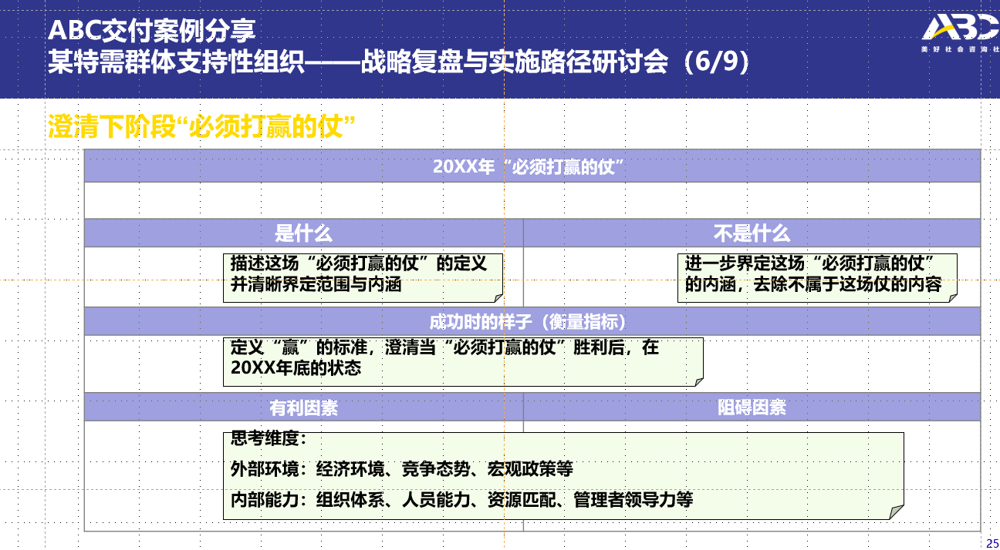 ABC交付案例分享
某特需群体支持性组织——战略复盘与实施路径研讨会（6/9）
ABC
美好社会咨询社
澄清下阶段“必须打赢的仗”
20XX年“必须打赢的仗”
是什么
不是什么
描述这场“必须打赢的仗”的定义
并清晰界定范围与内涵
进一步界定这场“必须打赢的仗”
的内涵，去除不属于这场仗的内容
成功时的样子（衡量指标）
定义“赢”的标准，澄清当“必须打赢的仗”胜利后，在
20XX年底的状态
有利因素
阻碍因素
思考维度：
外部环境：经济环境、竞争态势、宏观政策等
内部能力：组织体系、人员能力、资源匹配、管理者领导力等
25